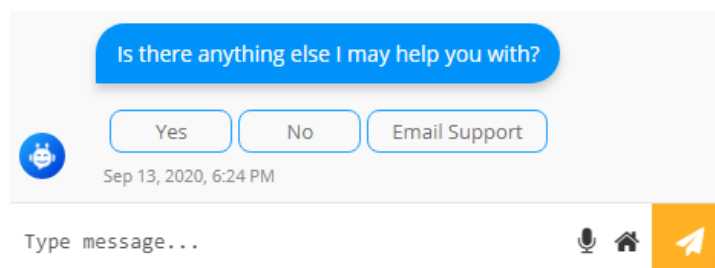 Is there anything else I may help you with?
Yes No Email Support
Sep 13, 2020, 6:24 PM
Type message...